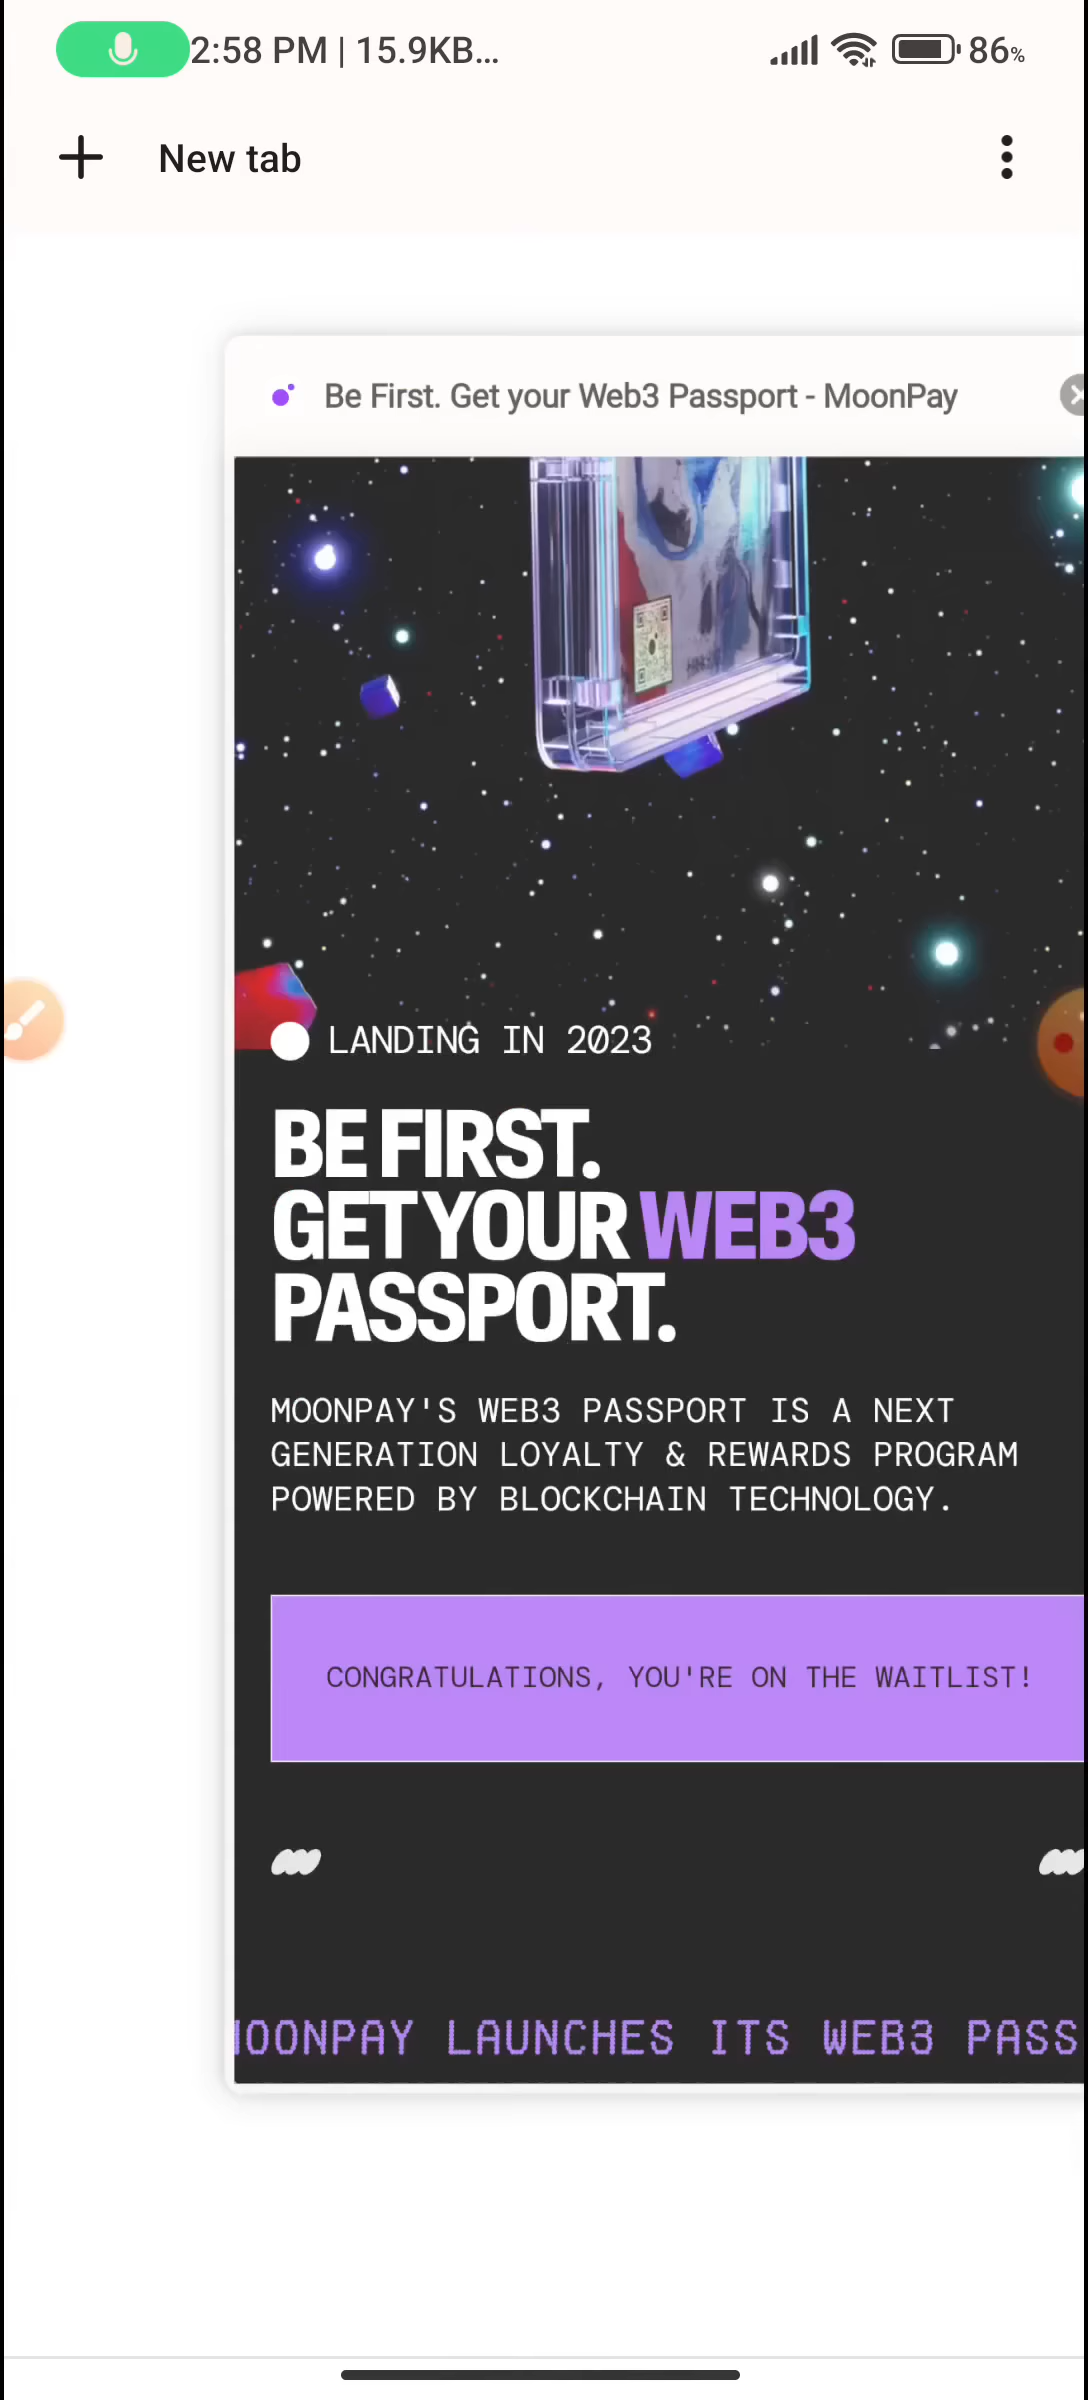 2:58 PM | 15.9KB...
86%
New tab
Be First. Get your Web3 Passport - MoonPay
LANDING IN 2023
BE FIRST.
GET YOUR WEB3
PASSPORT.
MOONPAY'S WEB3 PASSPORT IS A NEXT
GENERATION LOYALTY & REWARDS PROGRAM
POWERED BY BLOCKCHAIN TECHNOLOGY.
CONGRATULATIONS, YOU'RE ON THE WAITLIST!
MOONPAY LAUNCHES ITS WEB3 PASS